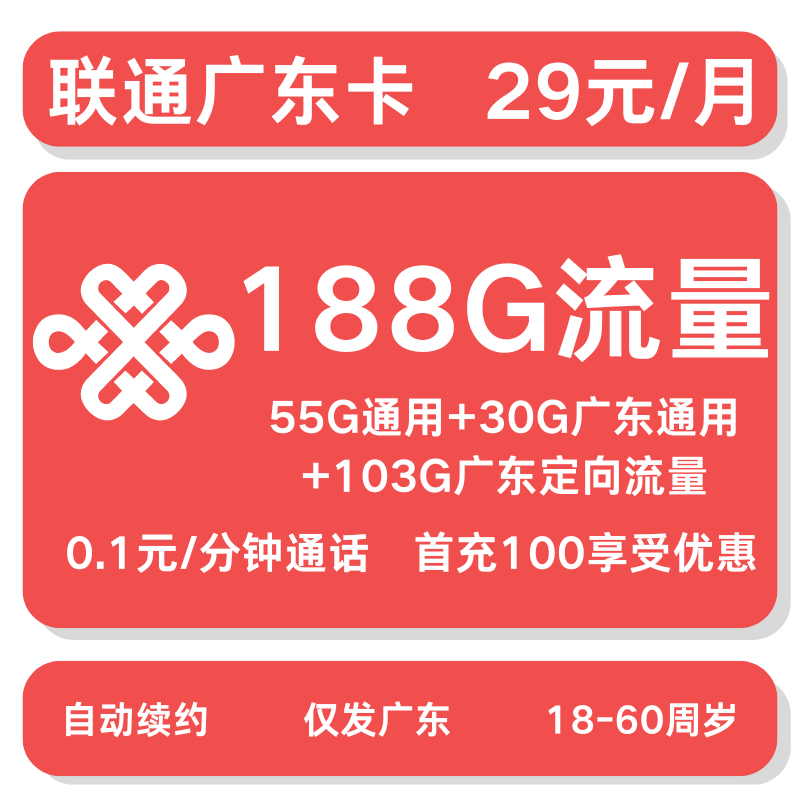 联通广东卡 29元/月
188G流量
55G通用+30G广东通用
+103G广东定向流量
0.1元/分钟通话 首充100享受优惠
自动续约 仅发广东 18-60周岁